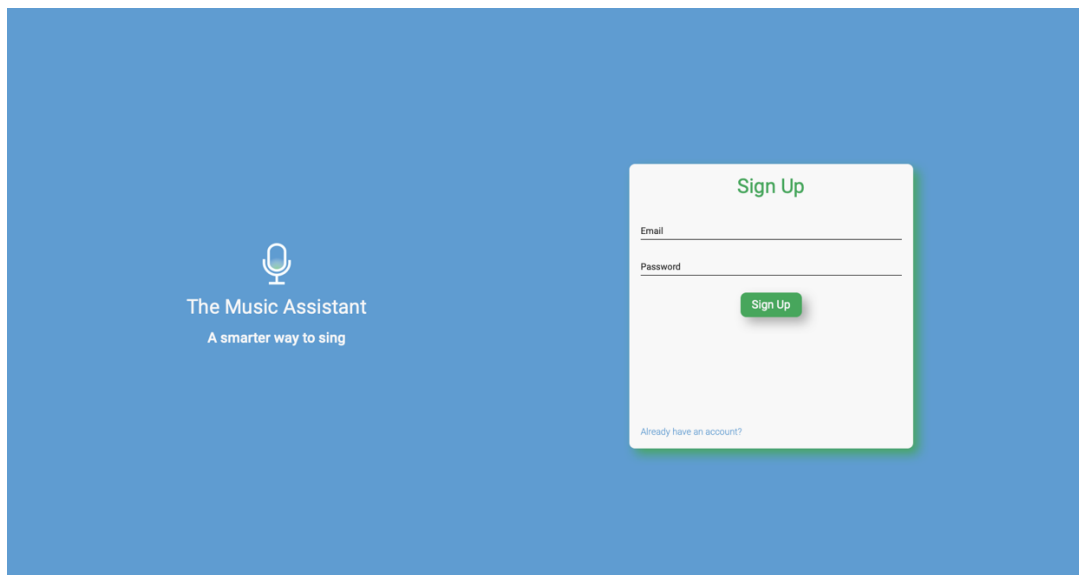 The Music Assistant
A smarter way to sing
Sign Up
Email
Password
Sign Up
Already have an account?